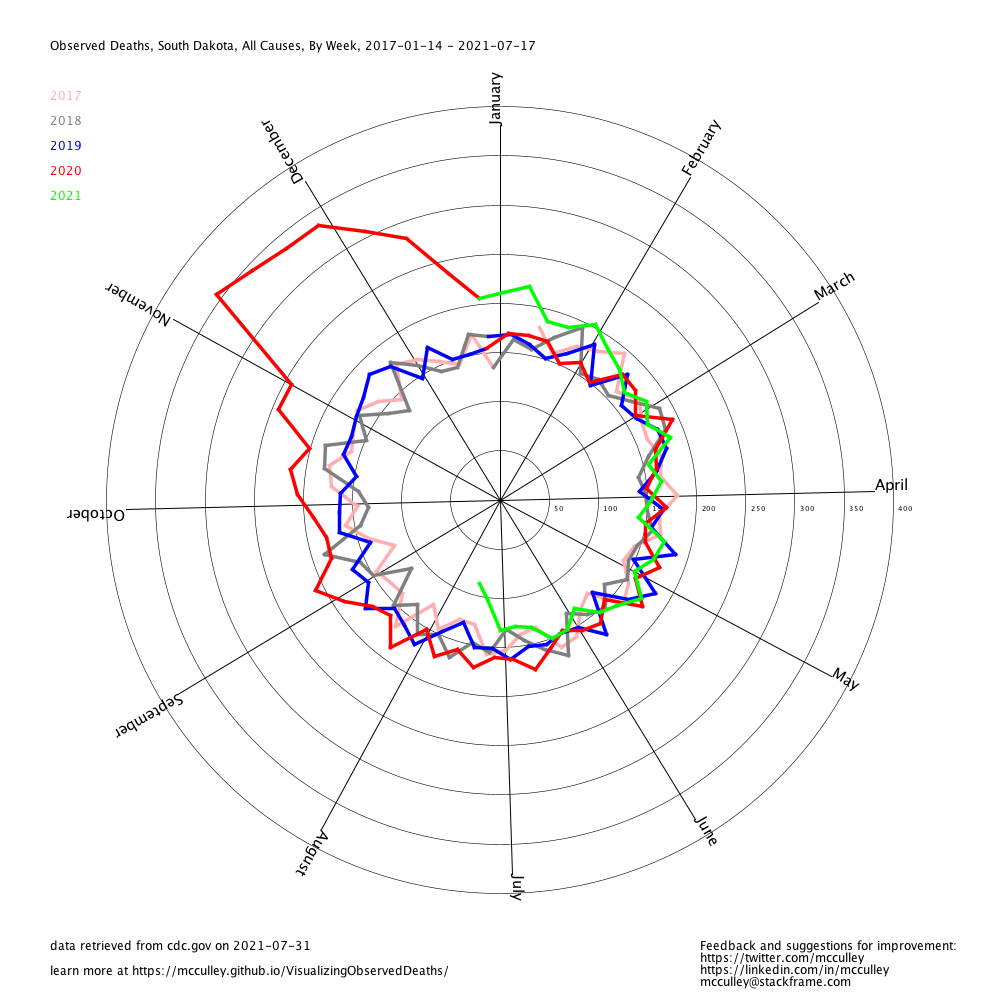 Observed Deaths, South Dakota, All Causes, By Week, 2017-01-14 - 2021-07-17
2017
2018
2019
2020
2021
January
February
March
April
May
June
July
August
September
October
November
December
50
100
200
250
300
350
400
data retrieved from cdc.gov on 2021-07-31
learn more at https://mcculley.github.io/VisualizingObservedDeaths/
Feedback and suggestions for improvement:
https://twitter.com/mcculley
https://linkedin.com/in/mcculley
mcculley@stackframe.com